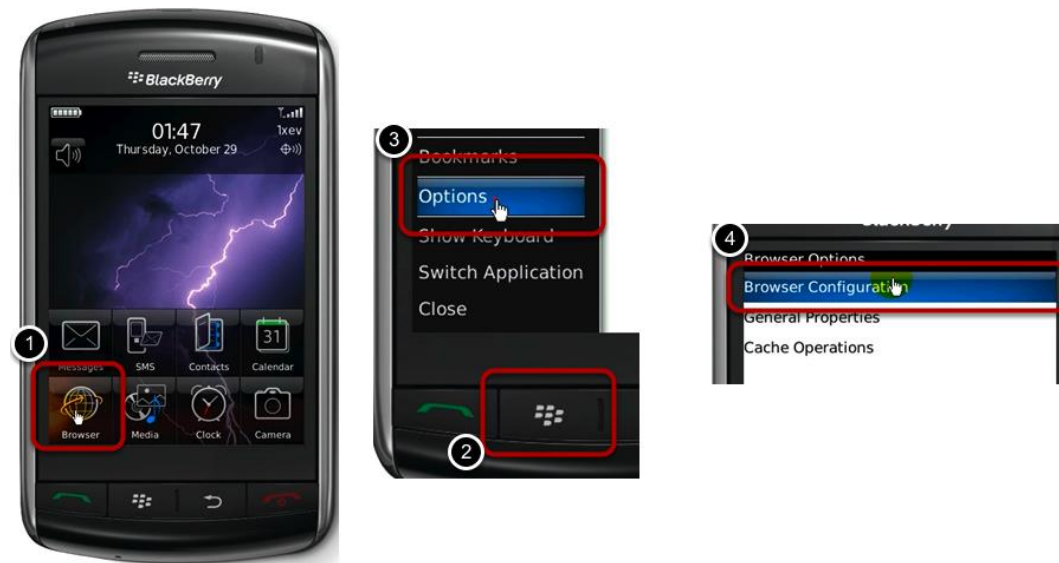 BlackBerry
01:47
Thursday, October 29
1xev
31
Messages
SMS
Contacts
Calendar
Browser
Media
Clock
Camera
1
3
Bookmarks
Options
Show Keyboard
Switch Application
Close
2
4
BlackBerry
Browser Options
Browser Configuration
General Properties
Cache Operations